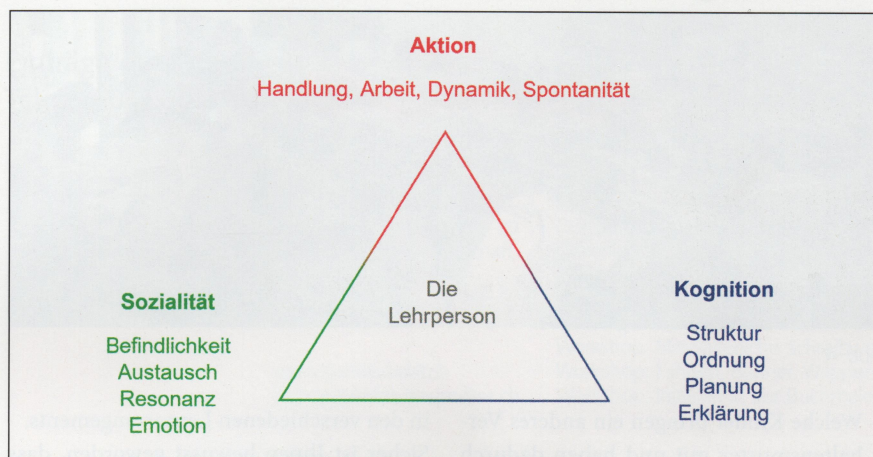 Aktion
Handlung, Arbeit, Dynamik, Spontanität
Sozialität
Befindlichkeit
Austausch
Resonanz
Emotion
Die
Lehrperson
Kognition
Struktur
Ordnung
Planung
Erklärung